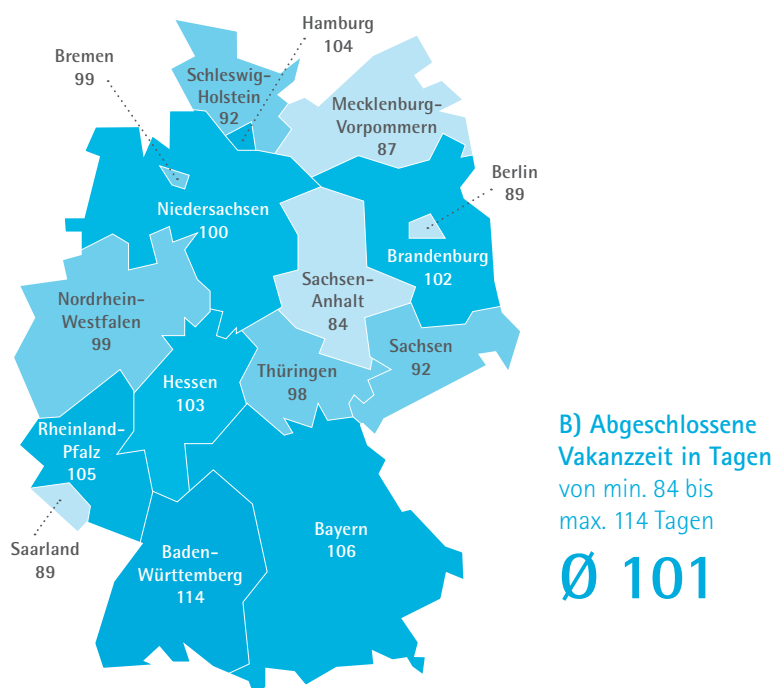 Hamburg
104
Bremen
99
Schleswig-
Holstein
92
Mecklenburg-
Vorpommern
87
Berlin
89
Niedersachsen
100
Brandenburg
102
Sachsen-
Anhalt
84
Nordrhein-
Westfalen
99
Sachsen
92
Thüringen
98
Hessen
103
Rheinland-
Pfalz
105
Saarland
89
Baden-
Württemberg
114
Bayern
106
B) Abgeschlossene
Vakanzzeit in Tagen
von min. 84 bis
max. 114 Tagen
Ø 101